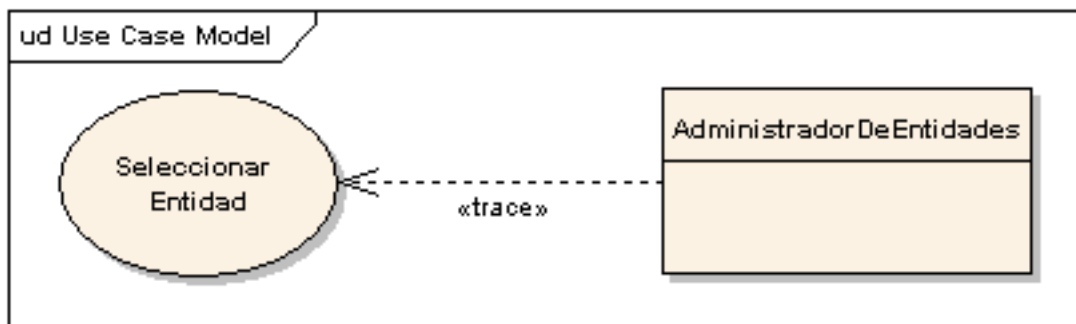 ud Use Case Model
Seleccionar
Entidad
AdministradorDeEntidades
«trace»